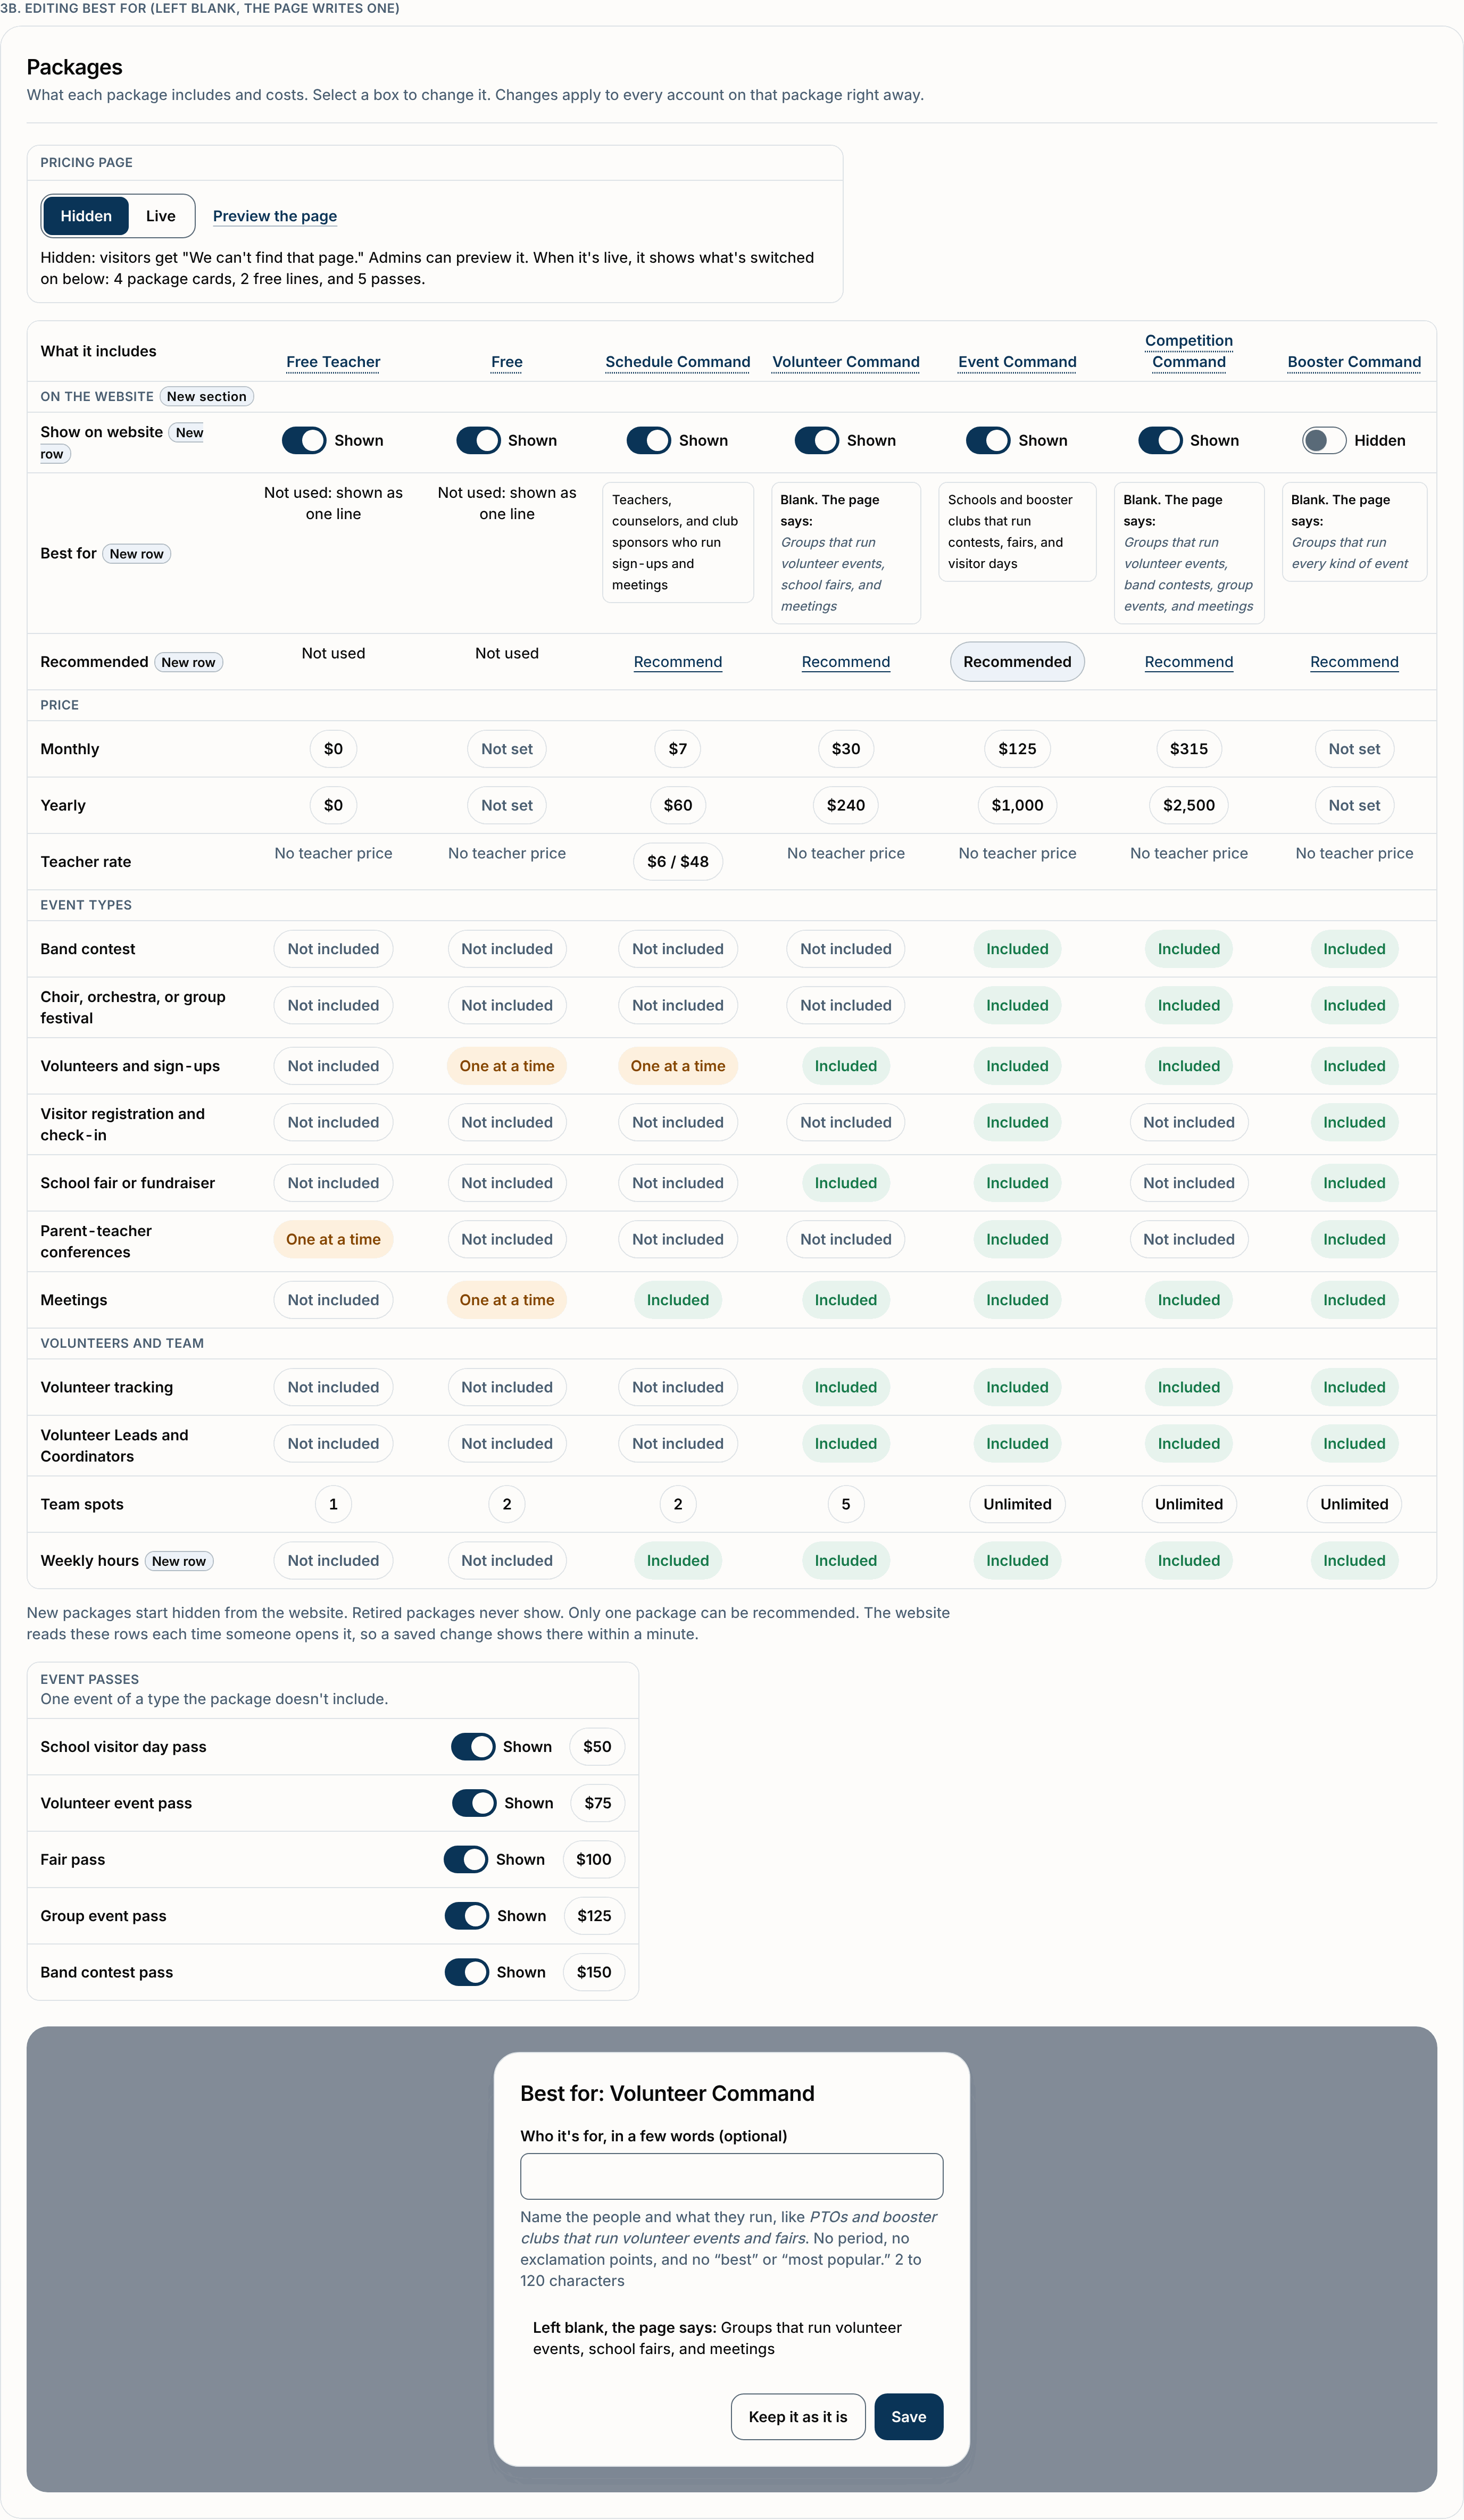 3B. EDITING BEST FOR (LEFT BLANK, THE PAGE WRITES ONE)
Packages
What each package includes and costs. Select a box to change it. Changes apply to every account on that package right away.
PRICING PAGE
Hidden Live Preview the page
Hidden: visitors get "We can't find that page." Admins can preview it. When it's live, it shows what's switched
on below: 4 package cards, 2 free lines, and 5 passes.
What it includes Free Teacher Free Schedule Command Volunteer Command Event Command Competition Command Booster Command
ON THE WEBSITE New section
Show on website New row Shown Shown Shown Shown Shown Shown Hidden
Best for New row
Not used: shown as
one line
Not used: shown as
one line
Teachers,
counselors, and club
sponsors who run
sign-ups and
meetings
Blank. The page
says:
Groups that run
volunteer events,
school fairs, and
meetings
Schools and booster
clubs that run
contests, fairs, and
visitor days
Blank. The page
says:
Groups that run
volunteer events,
band contests, group
events, and meetings
Blank. The page
says:
Groups that run
every kind of event
Recommended New row Not used Not used Recommend Recommend Recommended Recommend Recommend
PRICE
Monthly $0 Not set $7 $30 $125 $315 Not set
Yearly $0 Not set $60 $240 $1,000 $2,500 Not set
Teacher rate No teacher price No teacher price $6 / $48 No teacher price No teacher price No teacher price No teacher price
EVENT TYPES
Band contest Not included Not included Not included Not included Included Included Included
Choir, orchestra, or group
festival Not included Not included Not included Not included Included Included Included
Volunteers and sign-ups Not included One at a time One at a time Included Included Included Included
Visitor registration and
check-in Not included Not included Not included Not included Included Not included Included
School fair or fundraiser Not included Not included Not included Included Included Not included Included
Parent-teacher
conferences One at a time Not included Not included Not included Included Not included Included
Meetings Not included One at a time Included Included Included Included Included
VOLUNTEERS AND TEAM
Volunteer tracking Not included Not included Not included Included Included Included Included
Volunteer Leads and
Coordinators Not included Not included Not included Included Included Included Included
Team spots 1 2 2 5 Unlimited Unlimited Unlimited
Weekly hours New row Not included Not included Included Included Included Included Included
New packages start hidden from the website. Retired packages never show. Only one package can be recommended. The website
reads these rows each time someone opens it, so a saved change shows there within a minute.
EVENT PASSES
One event of a type the package doesn't include.
School visitor day pass Shown $50
Volunteer event pass Shown $75
Fair pass Shown $100
Group event pass Shown $125
Band contest pass Shown $150
Best for: Volunteer Command
Who it's for, in a few words (optional)
Name the people and what they run, like PTOs and booster
clubs that run volunteer events and fairs. No period, no
exclamation points, and no “best” or “most popular.” 2 to
120 characters
Left blank, the page says: Groups that run volunteer
events, school fairs, and meetings
Keep it as it is Save